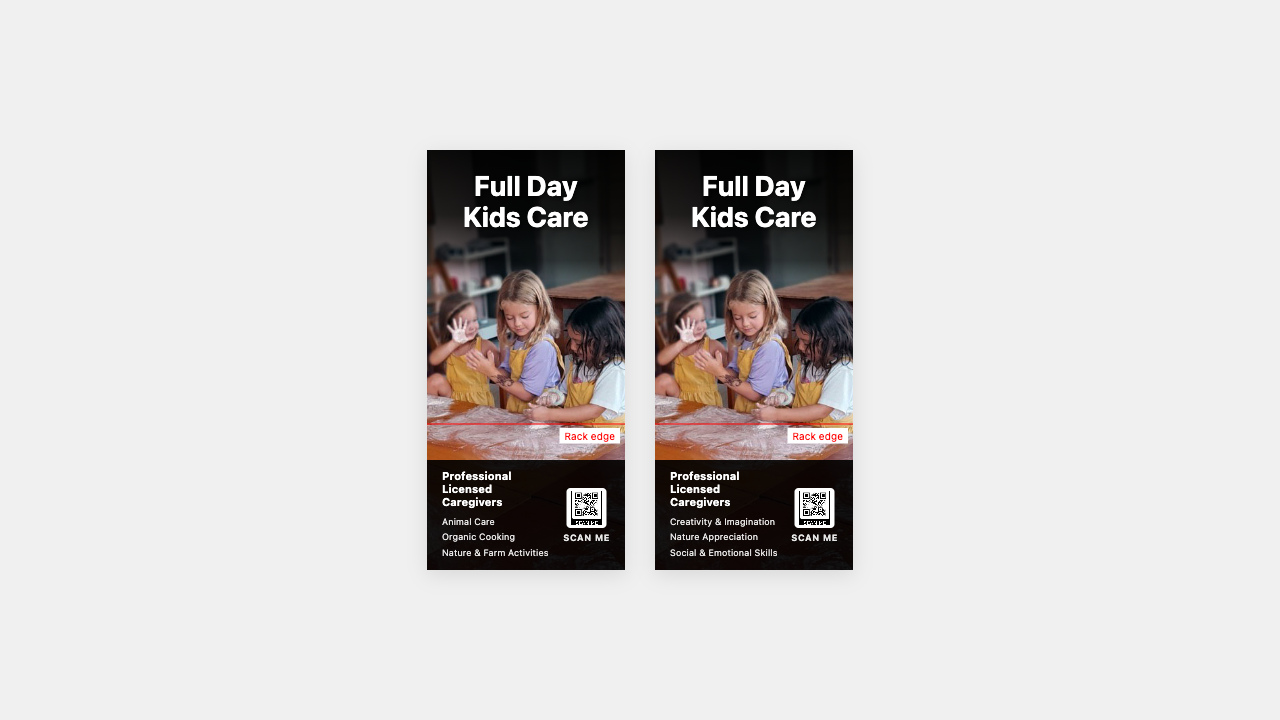 Full Day
Kids Care
Rack edge
Professional
Licensed
Caregivers
Animal Care
Organic Cooking
Nature & Farm Activities
SCAN ME
Full Day
Kids Care
Rack edge
Professional
Licensed
Caregivers
Creativity & Imagination
Nature Appreciation
Social & Emotional Skills
SCAN ME